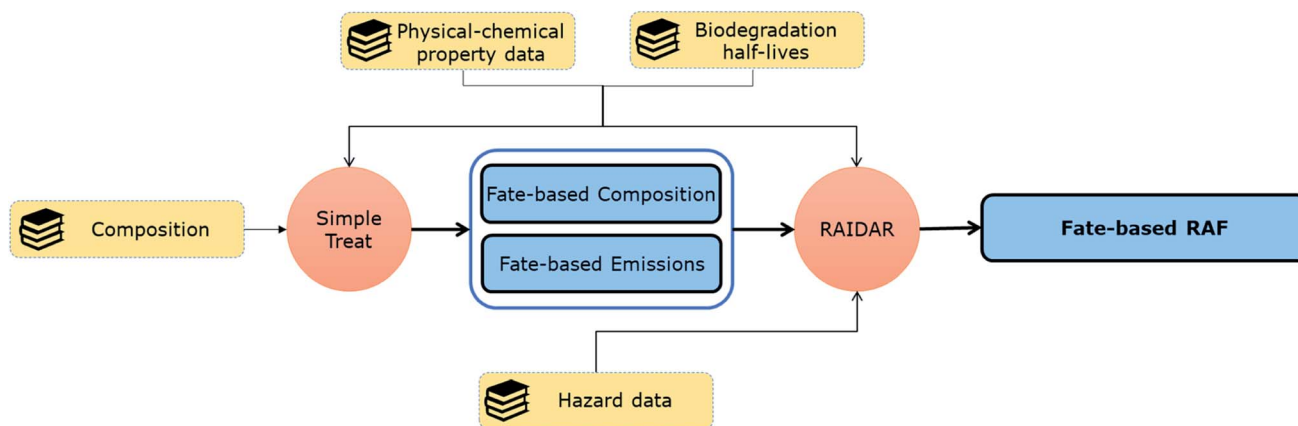 Physical-chemical
property data
Biodegradation
half-lives
Composition
Simple
Treat
Fate-based Composition
Fate-based Emissions
RAIDAR
Fate-based RAF
Hazard data